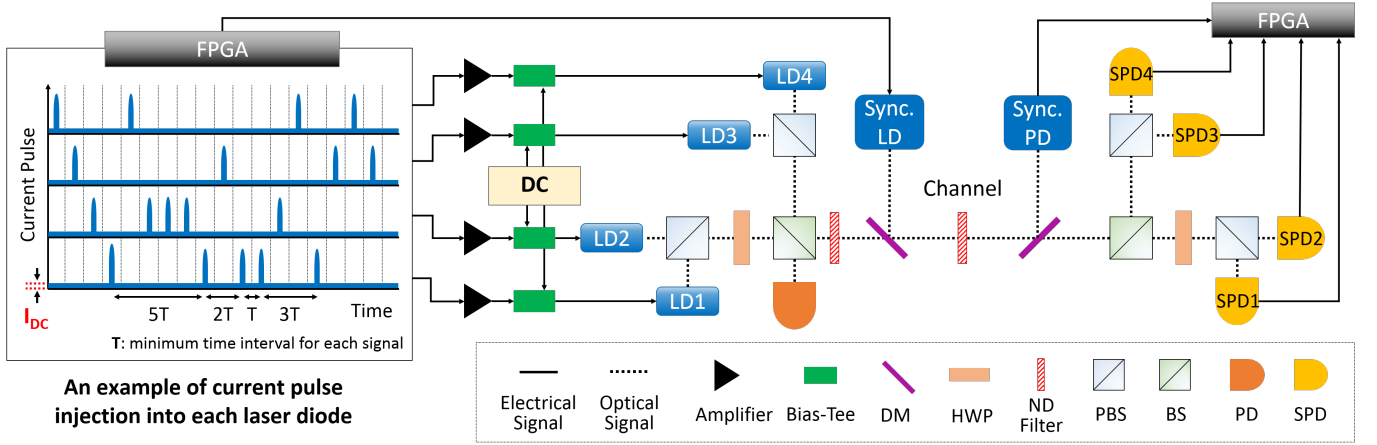 FPGA
Current Pulse
I_DC
5T 2T T 3T Time
T: minimum time interval for each signal
An example of current pulse
injection into each laser diode
DC
LD4
LD3
LD2
LD1
Sync.
LD
Sync.
PD
Channel
FPGA
SPD4
SPD3
SPD2
SPD1
Electrical
Signal
Optical
Signal
Amplifier
Bias-Tee
DM
HWP
ND
Filter
PBS
BS
PD
SPD